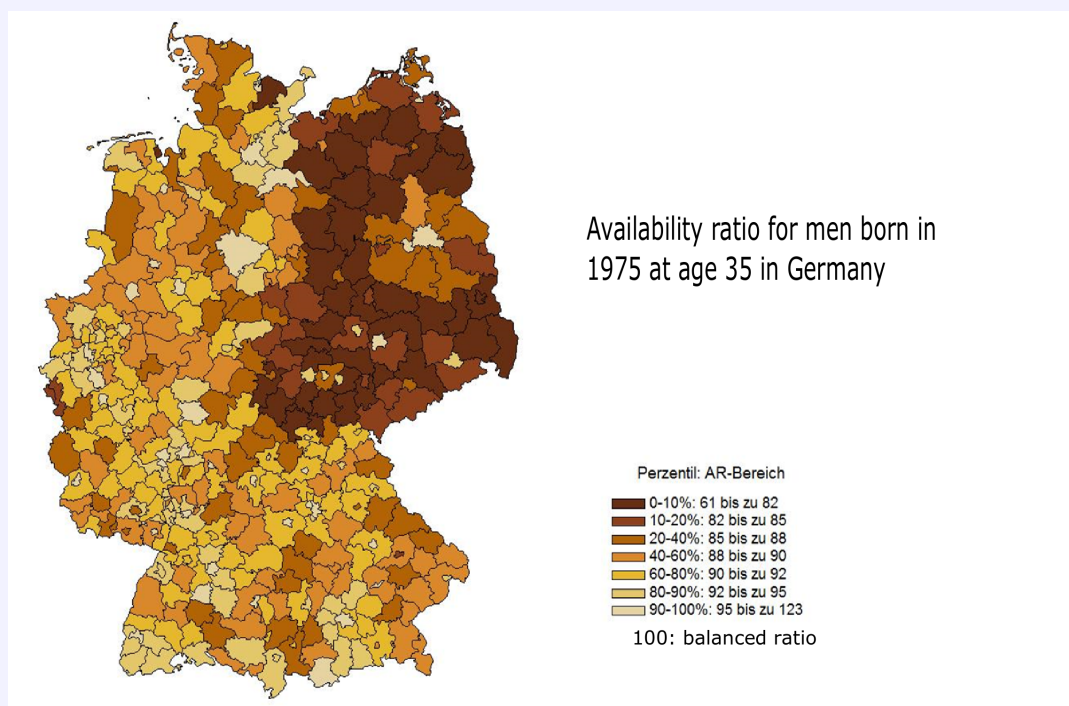 Availability ratio for men born in
1975 at age 35 in Germany
Perzentil: AR-Bereich
0-10%: 61 bis zu 82
10-20%: 82 bis zu 85
20-40%: 85 bis zu 88
40-60%: 88 bis zu 90
60-80%: 90 bis zu 92
80-90%: 92 bis zu 95
90-100%: 95 bis zu 123
100: balanced ratio